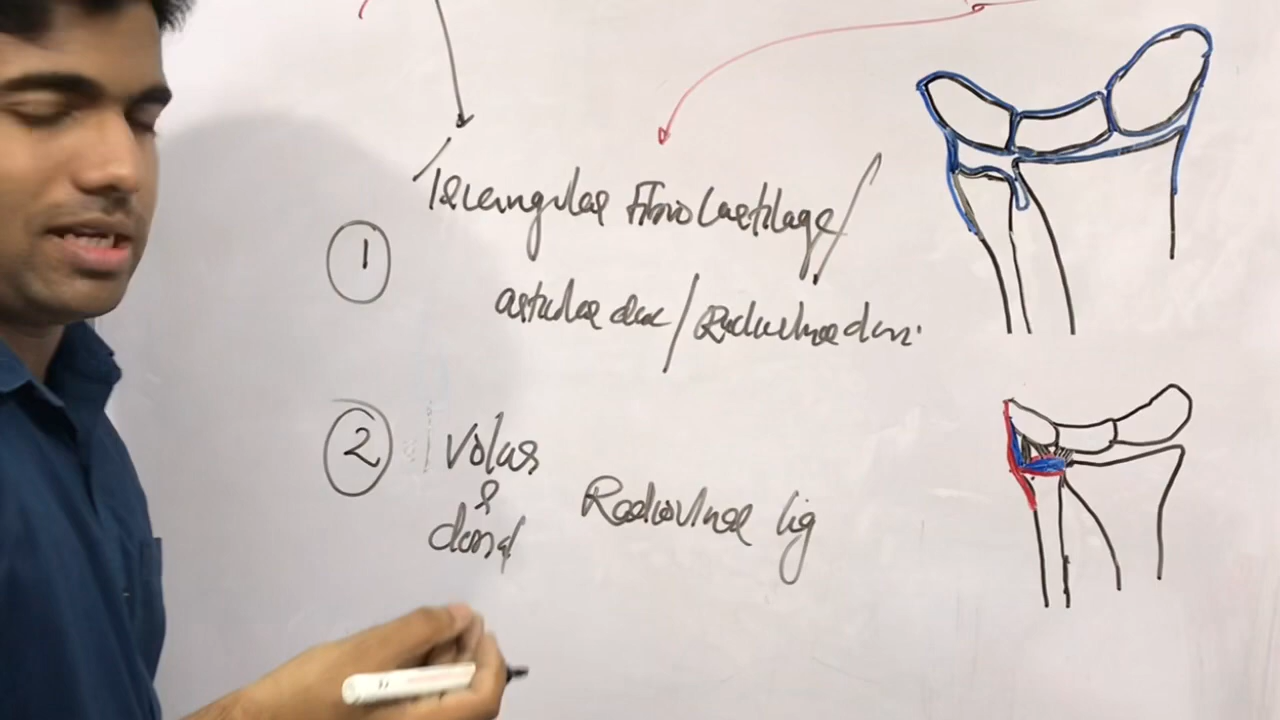 Triangular Fibrocartilage/
1
articular disc/Radioulnar disc.
2
Volar
&
dorsal
Radioulnar lig